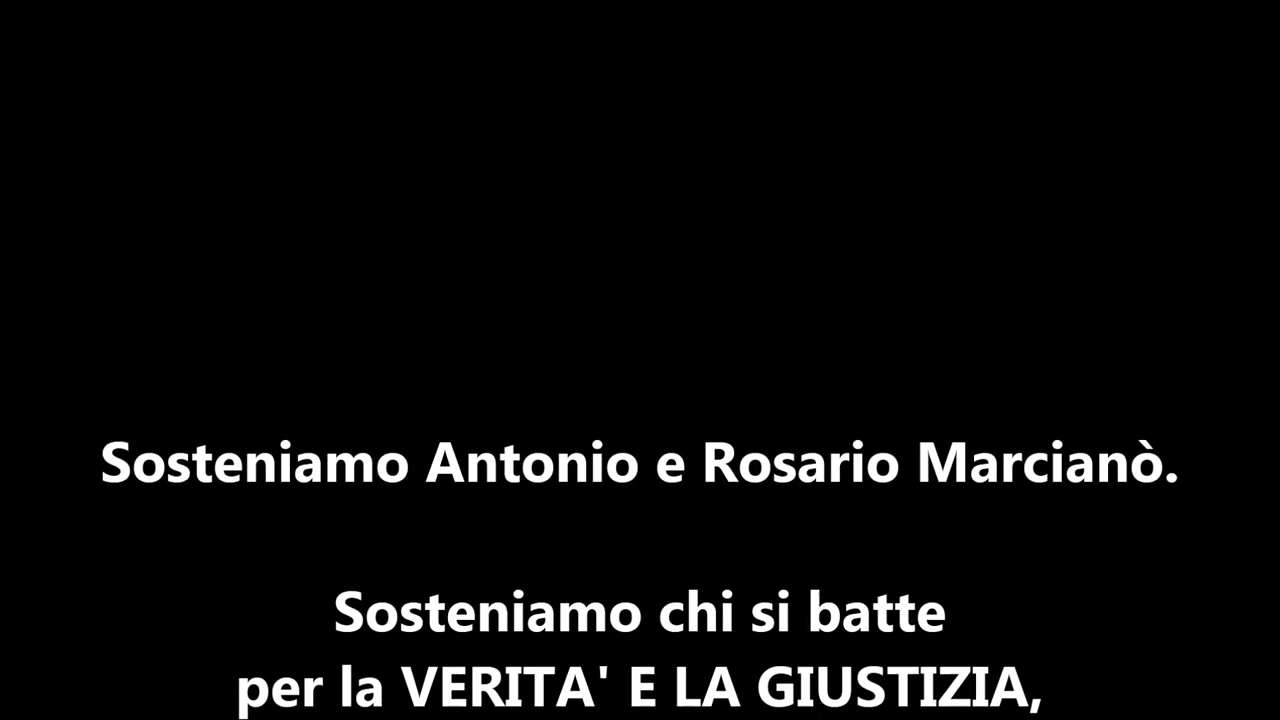 Sosteniamo Antonio e Rosario Marcianò.
Sosteniamo chi si batte
per la VERITA' E LA GIUSTIZIA,